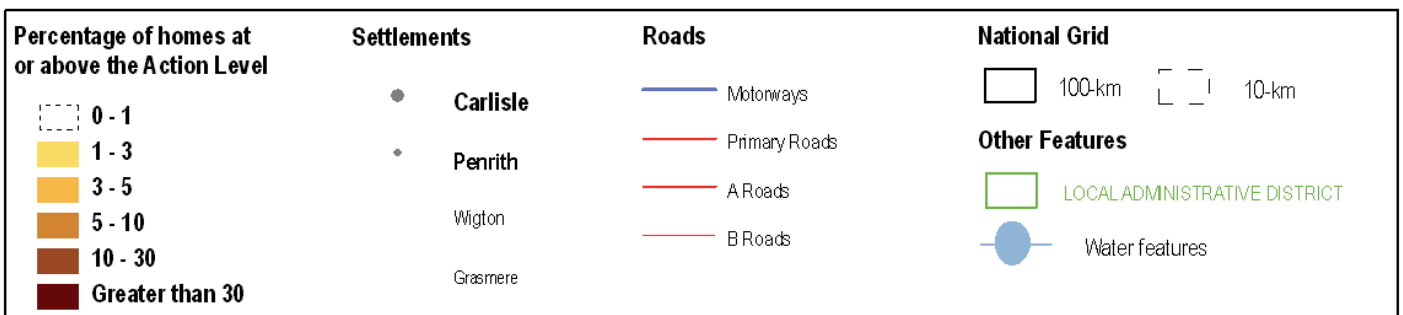 Percentage of homes at
or above the Action Level
0 - 1
1 - 3
3 - 5
5 - 10
10 - 30
Greater than 30
Settlements
Carlisle
Penrith
Wigton
Grasmere
Roads
Motorways
Primary Roads
A Roads
B Roads
National Grid
100-km
10-km
Other Features
LOCAL ADMINISTRATIVE DISTRICT
Water features